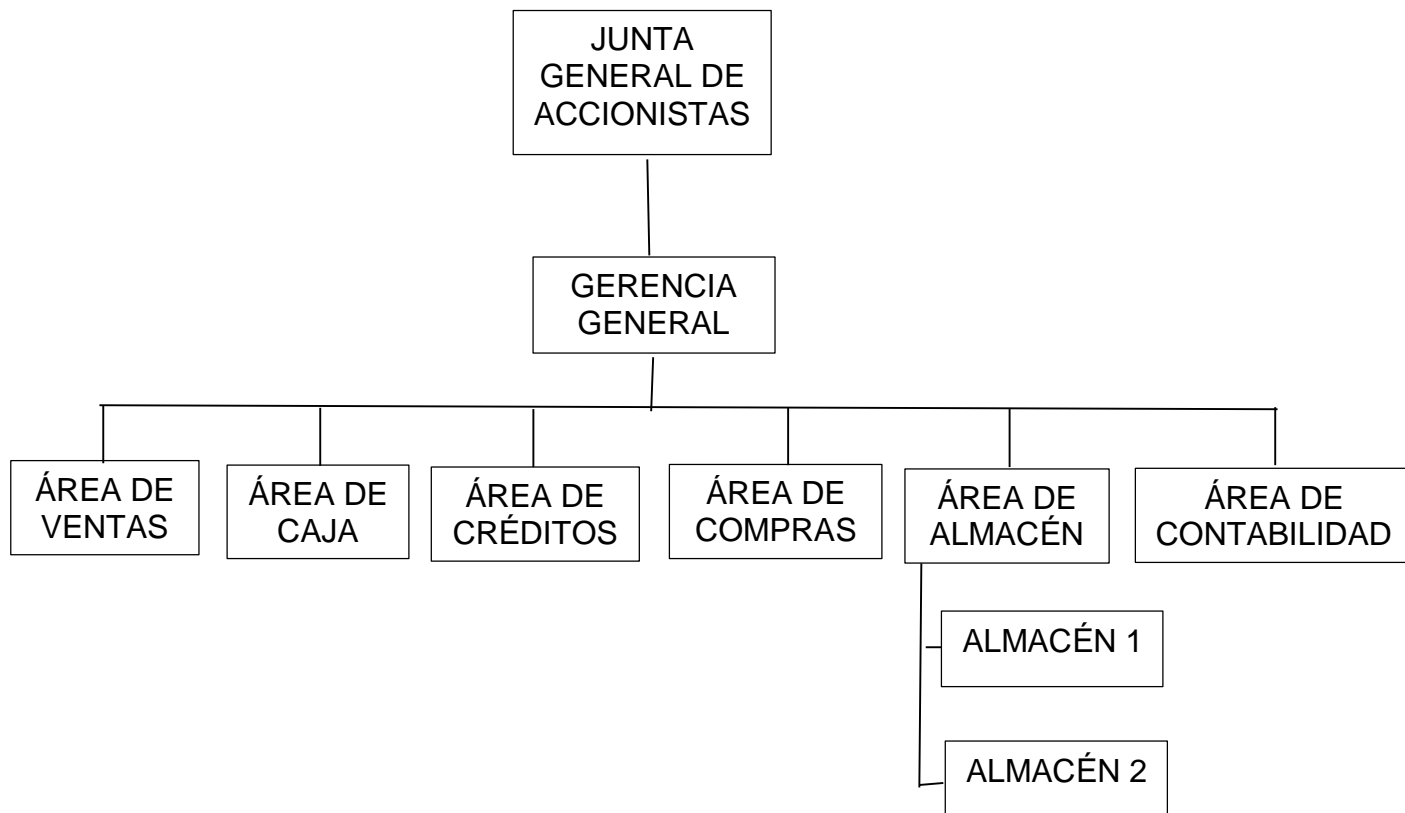 JUNTA
GENERAL DE
ACCIONISTAS
GERENCIA
GENERAL
ÁREA DE
VENTAS
ÁREA DE
CAJA
ÁREA DE
CRÉDITOS
ÁREA DE
COMPRAS
ÁREA DE
ALMACÉN
ÁREA DE
CONTABILIDAD
ALMACÉN 1
ALMACÉN 2